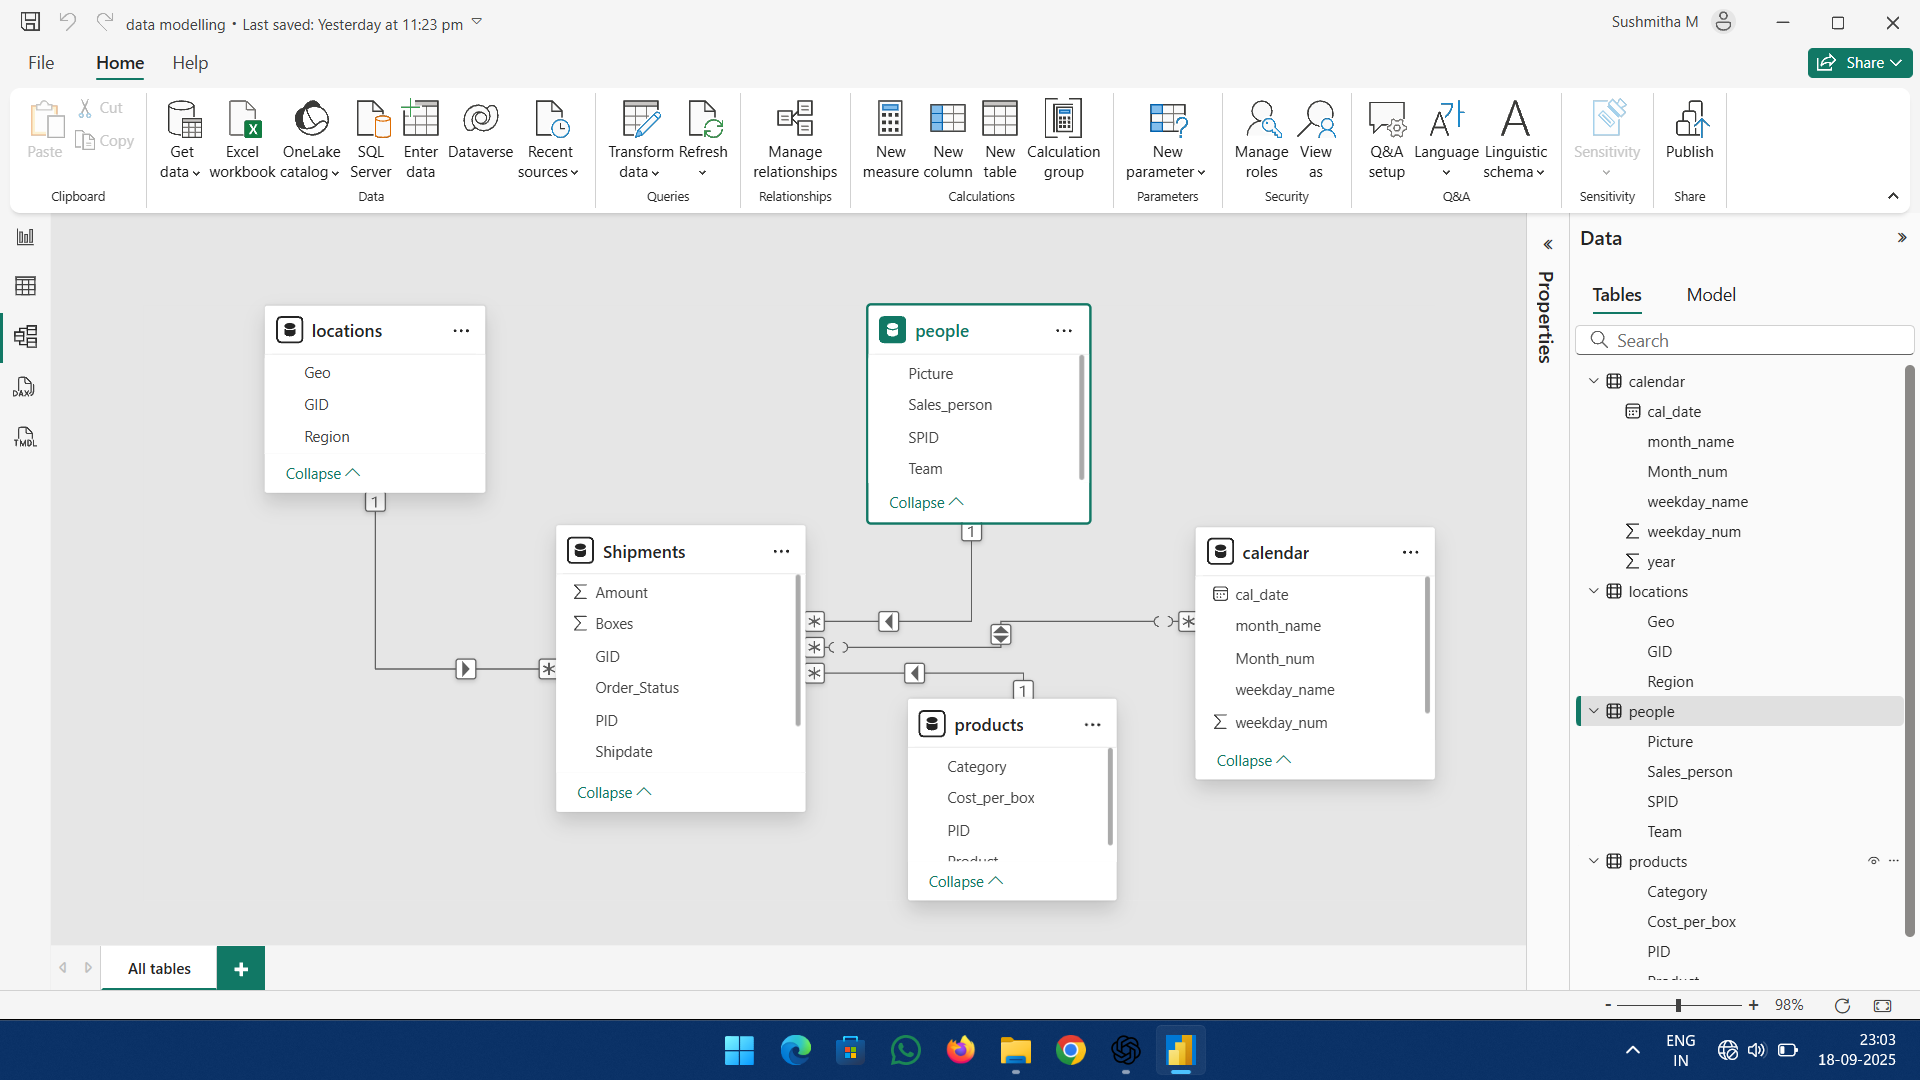 data modelling • Last saved: Yesterday at 11:23 pm
Sushmitha M
File
Home
Help
Share
Paste
Cut
Copy
Clipboard
Get data
Excel workbook
OneLake catalog
SQL Server
Enter data
Dataverse
Recent sources
Data
Transform data
Refresh
Queries
Manage relationships
Relationships
New measure
New column
New table
Calculation group
Calculations
New parameter
Parameters
Manage roles
View as
Security
Q&A setup
Language
Linguistic schema
Q&A
Sensitivity
Sensitivity
Publish
Share
DAX
TMDL
locations
Geo
GID
Region
Collapse
1
people
Picture
Sales_person
SPID
Team
Collapse
1
Shipments
Amount
Boxes
GID
Order_Status
PID
Shipdate
Collapse
calendar
cal_date
month_name
Month_num
weekday_name
weekday_num
Collapse
1
products
Category
Cost_per_box
PID
Product
Collapse
Properties
Data
Tables
Model
Search
calendar
cal_date
month_name
Month_num
weekday_name
weekday_num
year
locations
Geo
GID
Region
people
Picture
Sales_person
SPID
Team
products
Category
Cost_per_box
PID
Product
All tables
98%
ENG
IN
23:03
18-09-2025